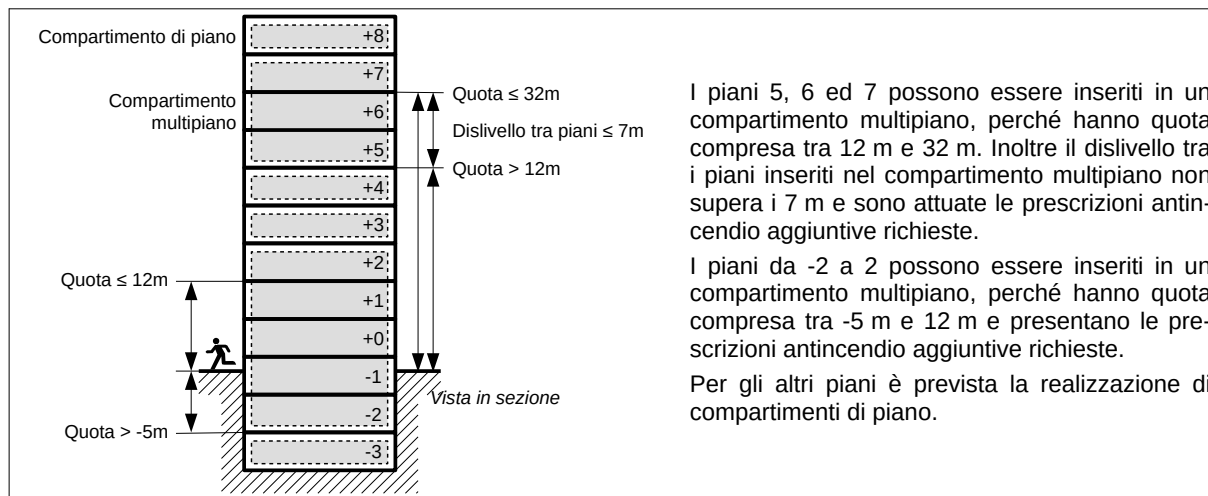 Compartimento di piano
Compartimento
multipiano
+8
+7
+6
+5
+4
+3
+2
+1
+0
-1
-2
-3
Quota ≤ 12m
Quota > -5m
Quota ≤ 32m
Dislivello tra piani ≤ 7m
Quota > 12m
Vista in sezione
I piani 5, 6 ed 7 possono essere inseriti in un
compartimento multipiano, perché hanno quota
compresa tra 12 m e 32 m. Inoltre il dislivello tra
i piani inseriti nel compartimento multipiano non
supera i 7 m e sono attuate le prescrizioni antin-
cendio aggiuntive richieste.
I piani da -2 a 2 possono essere inseriti in un
compartimento multipiano, perché hanno quota
compresa tra -5 m e 12 m e presentano le pre-
scrizioni antincendio aggiuntive richieste.
Per gli altri piani è prevista la realizzazione di
compartimenti di piano.